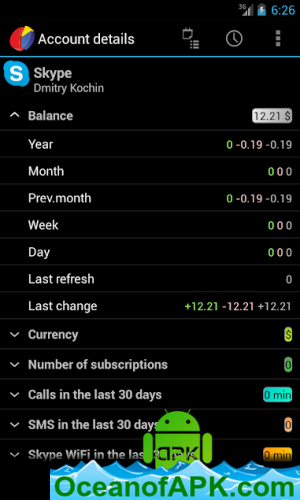 3G 6:26
Account details
S Skype
Dmitry Kochin
Balance 12.21 $
Year 0 -0.19 -0.19
Month 0 0 0
Prev.month 0 -0.19 -0.19
Week 0 0 0
Day 0 0 0
Last refresh 0
Last change +12.21 -12.21 +12.21
Currency $
Number of subscriptions 0
Calls in the last 30 days 0 min
SMS in the last 30 days 0
Skype WiFi in the last 0 min
APK
OceanofAPK.com